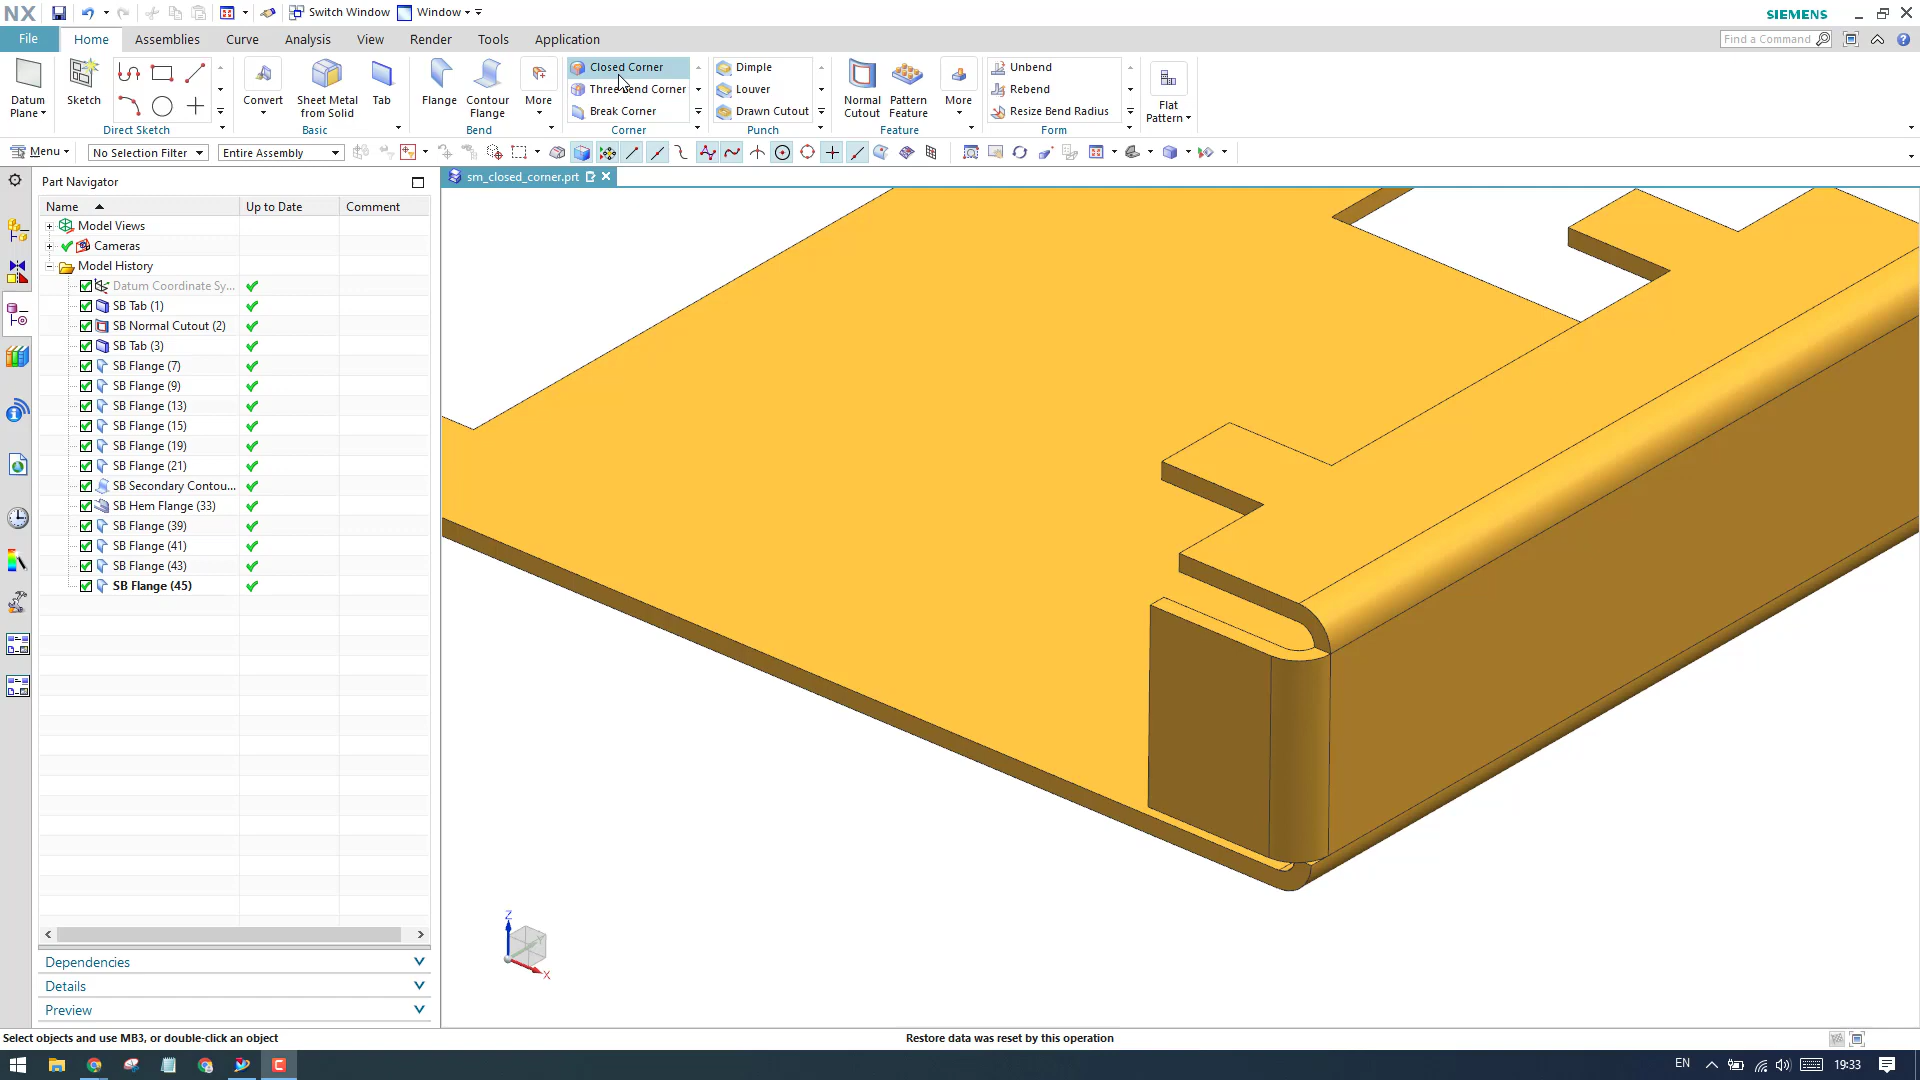 NX
Switch Window
Window
SIEMENS
File
Home
Assemblies
Curve
Analysis
View
Render
Tools
Application
Find a Command
Datum Plane
Sketch
Direct Sketch
Convert
Sheet Metal from Solid
Tab
Basic
Flange
Contour Flange
More
Bend
Closed Corner
Three Bend Corner
Break Corner
Corner
Dimple
Louver
Drawn Cutout
Punch
Normal Cutout
Pattern Feature
More
Feature
Unbend
Rebend
Resize Bend Radius
Form
Flat Pattern
Menu
No Selection Filter
Entire Assembly
Part Navigator
sm_closed_corner.prt
Name
Up to Date
Comment
Model Views
Cameras
Model History
Datum Coordinate Sy...
SB Tab (1)
SB Normal Cutout (2)
SB Tab (3)
SB Flange (7)
SB Flange (9)
SB Flange (13)
SB Flange (15)
SB Flange (19)
SB Flange (21)
SB Secondary Contou...
SB Hem Flange (33)
SB Flange (39)
SB Flange (41)
SB Flange (43)
SB Flange (45)
Z
X
Dependencies
Details
Preview
Select objects and use MB3, or double-click an object
Restore data was reset by this operation
EN
19:33